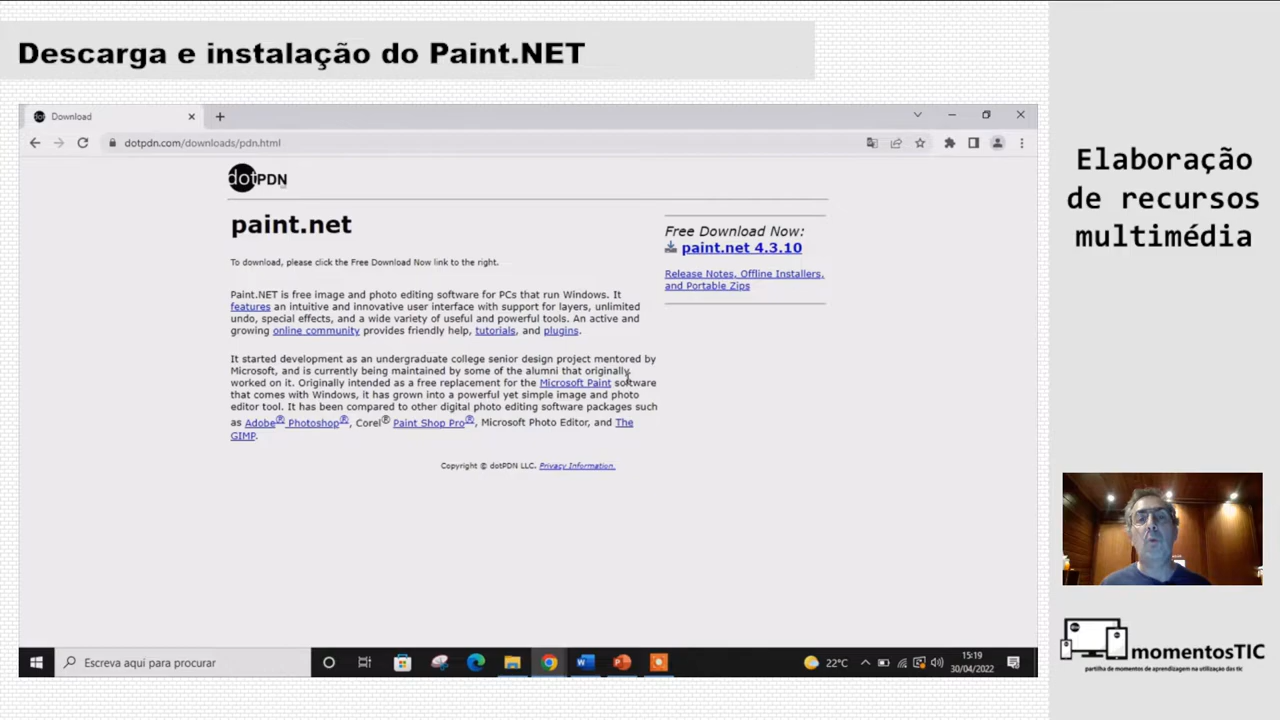 Descarga e instalação do Paint.NET
Download
dotpdn.com/downloads/pdn.html
dotPDN
paint.net
To download, please click the Free Download Now link to the right.
Free Download Now:
paint.net 4.3.10
Release Notes, Offline Installers,
and Portable Zips
Paint.NET is free image and photo editing software for PCs that run Windows. It
features an intuitive and innovative user interface with support for layers, unlimited
undo, special effects, and a wide variety of useful and powerful tools. An active and
growing online community provides friendly help, tutorials, and plugins.
It started development as an undergraduate college senior design project mentored by
Microsoft, and is currently being maintained by some of the alumni that originally
worked on it. Originally intended as a free replacement for the Microsoft Paint software
that comes with Windows, it has grown into a powerful yet simple image and photo
editor tool. It has been compared to other digital photo editing software packages such
as Adobe® Photoshop®, Corel® Paint Shop Pro®, Microsoft Photo Editor, and The
GIMP.
Copyright © dotPDN LLC. Privacy Information.
Escreva aqui para procurar
22°C
15:19
30/04/2022
Elaboração
de recursos
multimédia
momentosTIC
partilha de momentos de aprendizagem na utilização das tic